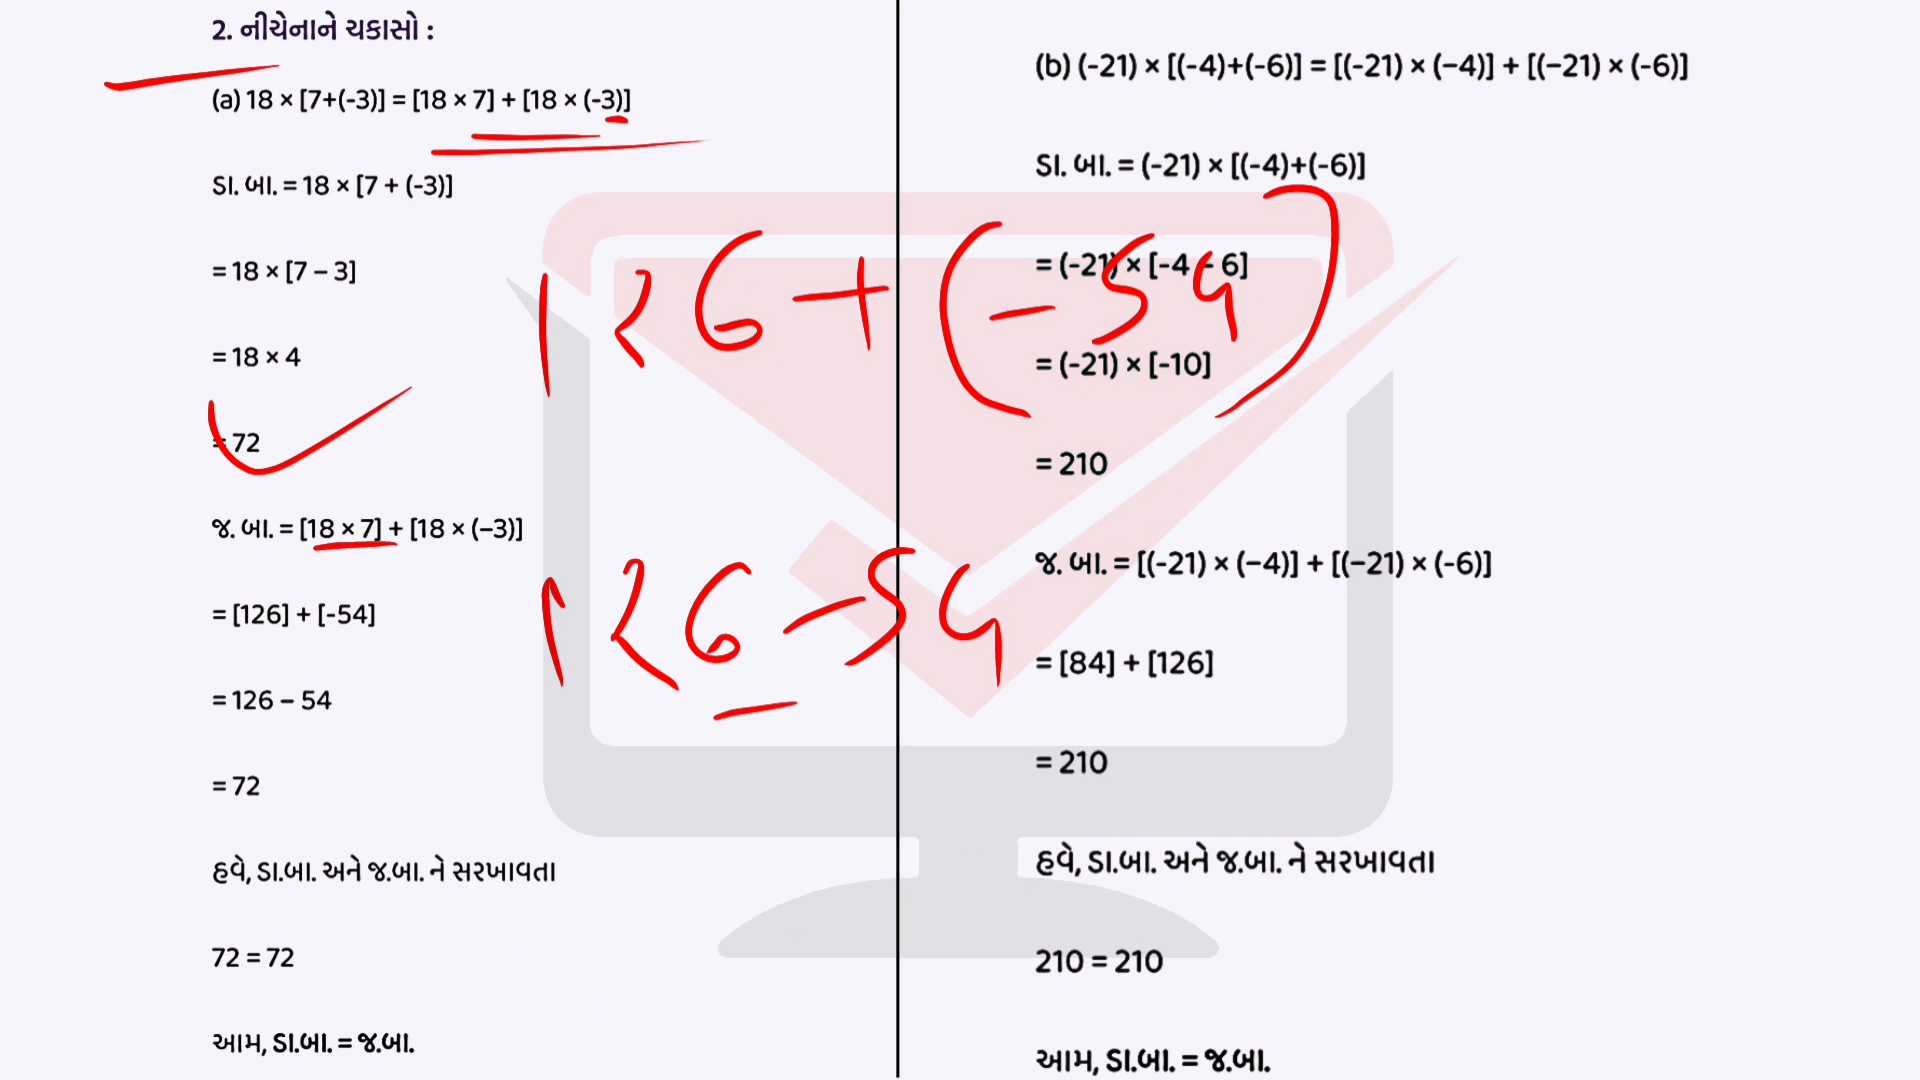 2. નીચેનાને ચકાસો :
(a) 18 × [7+(-3)] = [18 × 7] + [18 × (-3)]
ડા. બા. = 18 × [7 + (-3)]
= 18 × [7 – 3]
= 18 × 4
= 72
જ. બા. = [18 × 7] + [18 × (–3)]
= [126] + [-54]
= 126 – 54
= 72
હવે, ડા.બા. અને જ.બા. ને સરખાવતા
72 = 72
આમ, ડા.બા. = જ.બા.
126 + (-54)
126 - 54
(b) (-21) × [(-4)+(-6)] = [(-21) × (–4)] + [(–21) × (-6)]
ડા. બા. = (-21) × [(-4)+(-6)]
= (-21) × [-4 - 6]
= (-21) × [-10]
= 210
જ. બા. = [(-21) × (–4)] + [(–21) × (-6)]
= [84] + [126]
= 210
હવે, ડા.બા. અને જ.બા. ને સરખાવતા
210 = 210
આમ, ડા.બા. = જ.બા.